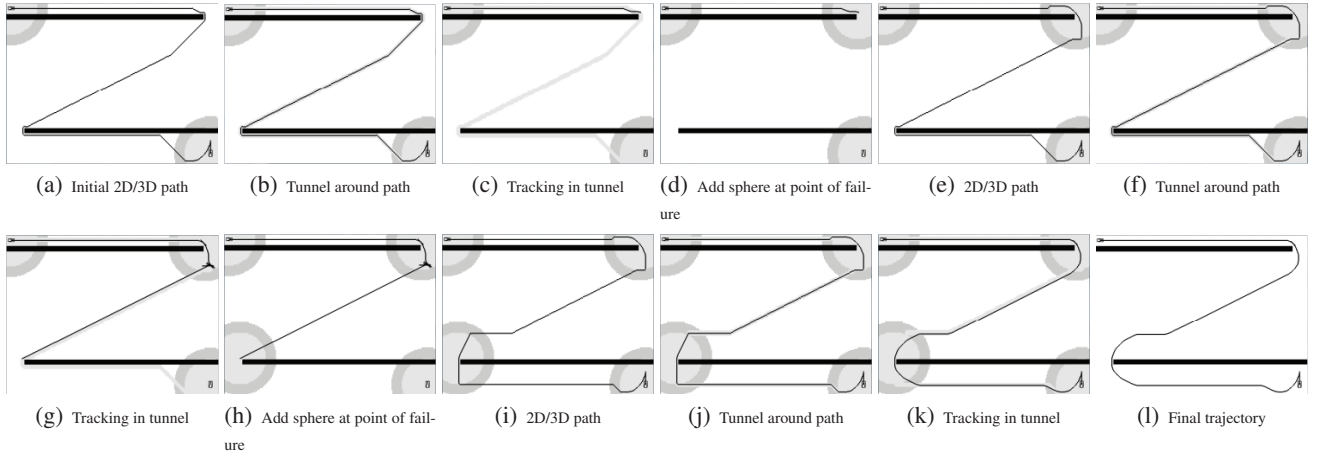 (a) Initial 2D/3D path
(b) Tunnel around path
(c) Tracking in tunnel
(d) Add sphere at point of fail-
ure
(e) 2D/3D path
(f) Tunnel around path
(g) Tracking in tunnel
(h) Add sphere at point of fail-
ure
(i) 2D/3D path
(j) Tunnel around path
(k) Tracking in tunnel
(l) Final trajectory